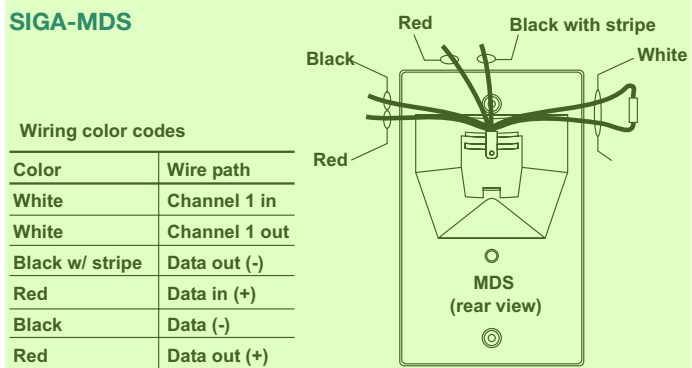 SIGA-MDS
Red
Black with stripe
Black
White
Red
Wiring color codes
Color Wire path
White Channel 1 in
White Channel 1 out
Black w/ stripe Data out (-)
Red Data in (+)
Black Data (-)
Red Data out (+)
MDS
(rear view)